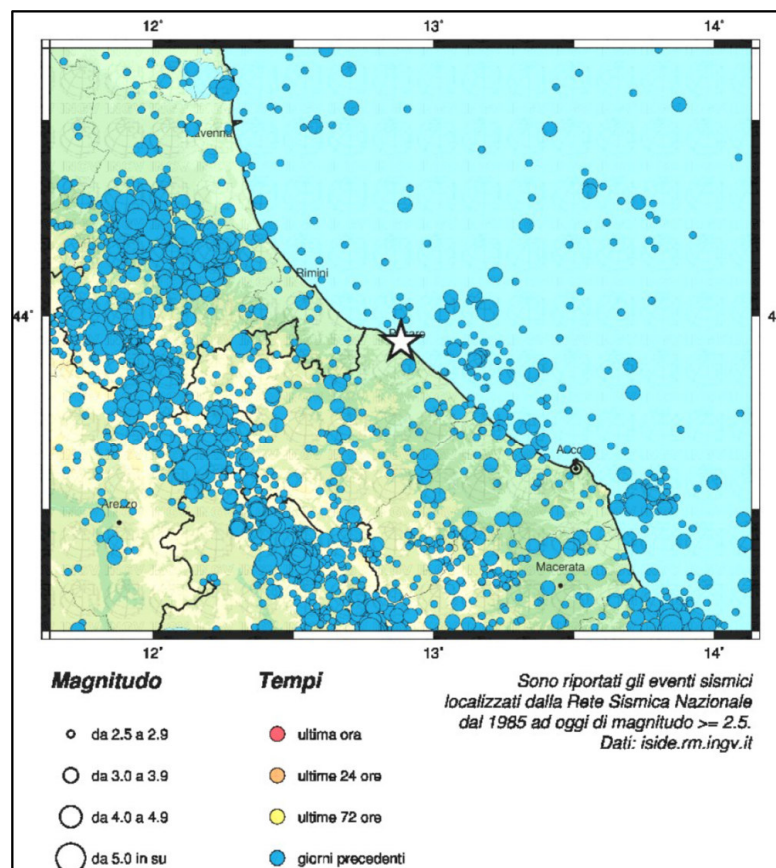 12° 13° 14°
Ravenna
Rimini
44°
Arezzo
Macerata
12° 13° 14°
Magnitudo
Tempi
Sono riportati gli eventi sismici
localizzati dalla Rete Sismica Nazionale
dal 1985 ad oggi di magnitudo >= 2.5.
Dati: iside.rm.ingv.it
da 2.5 a 2.9
ultima ora
da 3.0 a 3.9
ultime 24 ore
da 4.0 a 4.9
ultime 72 ore
da 5.0 in su
giorni precedenti